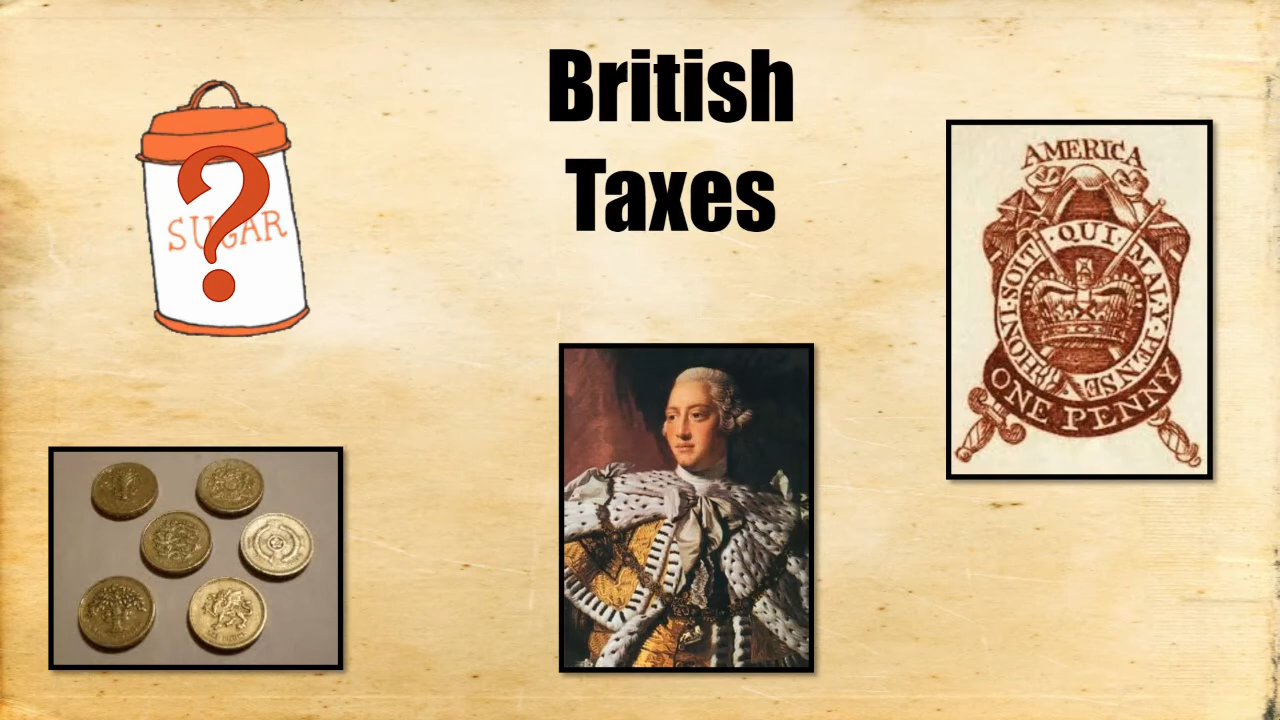 British
Taxes
SUGAR
?
AMERICA
HONI·SOIT·QUI·MAL·Y·PENSE
ONE PENNY